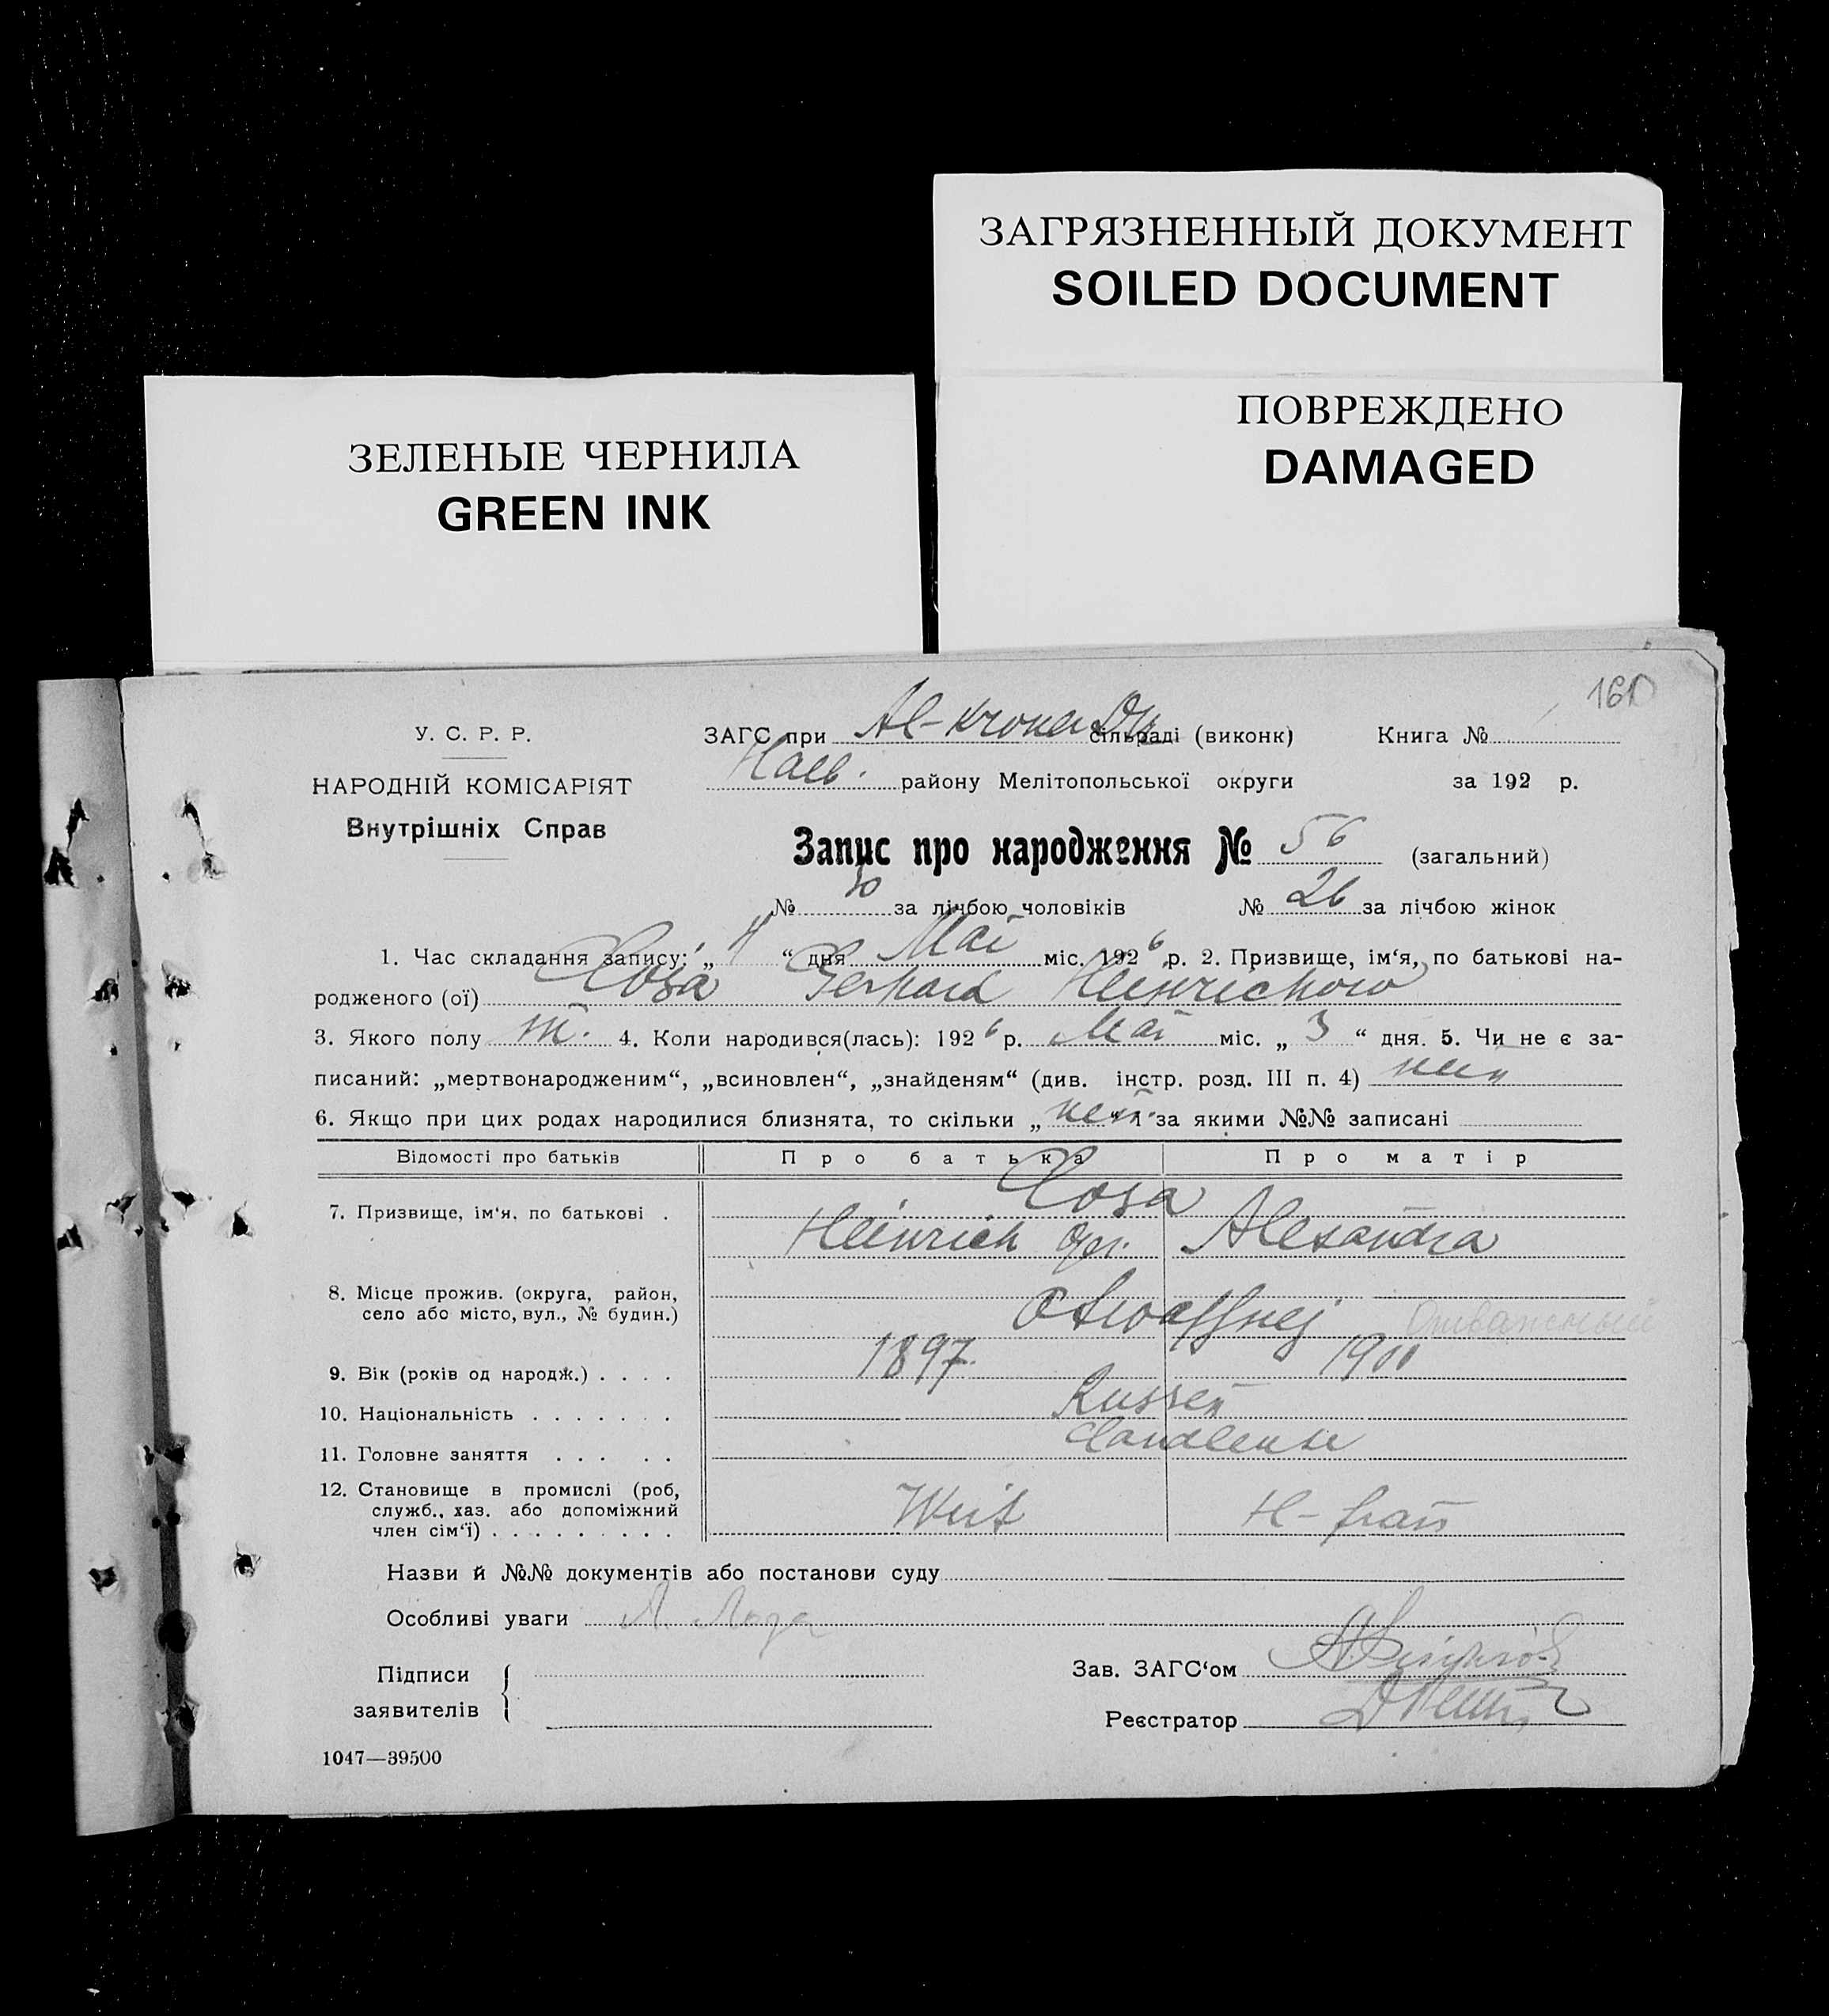 ЗАГРЯЗНЕННЫЙ ДОКУМЕНТ
SOILED DOCUMENT
ЗЕЛЕНЫЕ ЧЕРНИЛА
GREEN INK
ПОВРЕЖДЕНО
DAMAGED
У. С. Р. Р.
НАРОДНІЙ КОМІСАРІЯТ
Внутрішніх Справ
ЗАГС при Al-Krone сільраді (виконк)
району Мелітопольської округи
Книга №
за 192 р.
Запис про народження № 56 (загальний)
№ за лічбою чоловіків № 26 за лічбою жінок
1. Час складання запису: „ 4 “ дня Mai міс. 1926 р. 2. Призвище, ім‘я, по батькові на-
родженого (ої) Losa Gerhard Heinrichow
3. Якого полу m. 4. Коли народився(лась): 1926 р. Mai міс. „ 3 “ дня. 5. Чи не є за-
писаний: „мертвонародженим“, „всиновлен“, „знайденям“ (див. інстр. розд. III п. 4) nein
6. Якщо при цих родах народилися близнята, то скільки „ nein і за якими №№ записані
Відомості про батьків Про батька Про матір
Losa
7. Призвище, ім‘я, по батькові .
Heinrich Alexandra
8. Місце прожив. (округа, район,
село або місто, вул., № будин.)
9. Вік (років од народж.) . . . . 1897 1900
10. Національність . . . . . . . Russen
11. Головне заняття . . . . . Landleute
12. Становище в промислі (роб,
служб., хаз. або допоміжний
член сім‘ї) . . . . . . . . . Wirt H-frau
Назви й №№ документів або постанови суду
Особливі уваги Л. Лоза
Підписи
заявителів
Зав. ЗАГС‘ом
Реєстратор
1047—39500